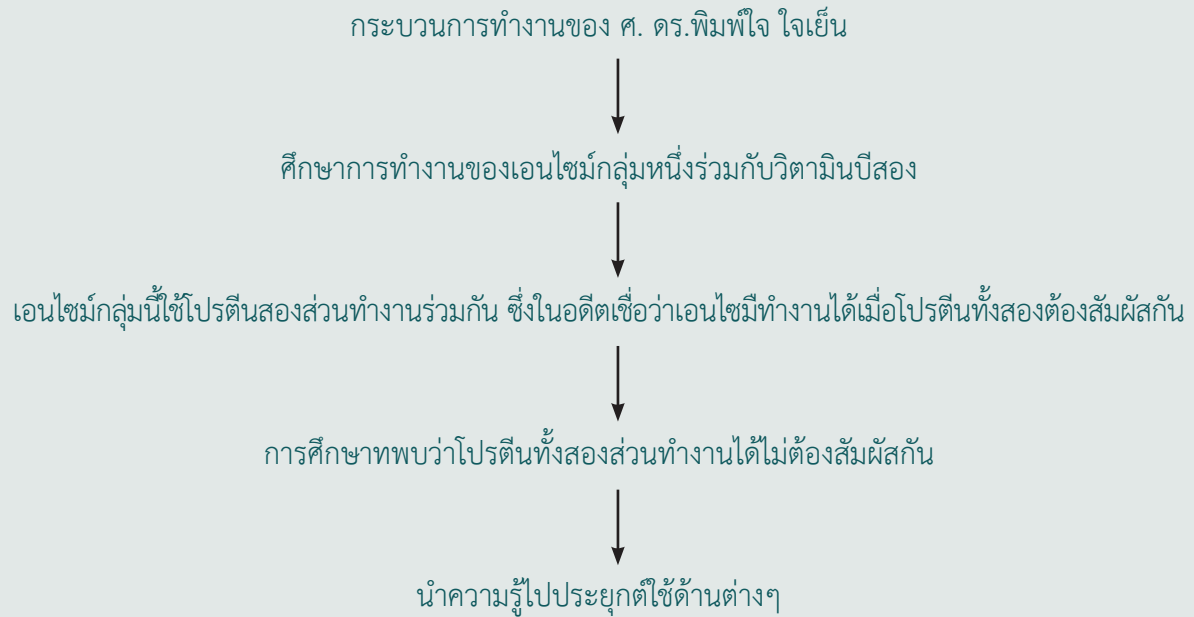 กระบวนการทำงานของ ศ. ดร.พิมพ์ใจ ใจเย็น
ศึกษาการทำงานของเอนไซม์กลุ่มหนึ่งร่วมกับวิตามินบีสอง
เอนไซม์กลุ่มนี้ใช้โปรตีนสองส่วนทำงานร่วมกัน ซึ่งในอดีตเชื่อว่าเอนไซมืทำงานได้เมื่อโปรตีนทั้งสองต้องสัมผัสกัน
การศึกษาทพบว่าโปรตีนทั้งสองส่วนทำงานได้ไม่ต้องสัมผัสกัน
นำความรู้ไปประยุกต์ใช้ด้านต่างๆ